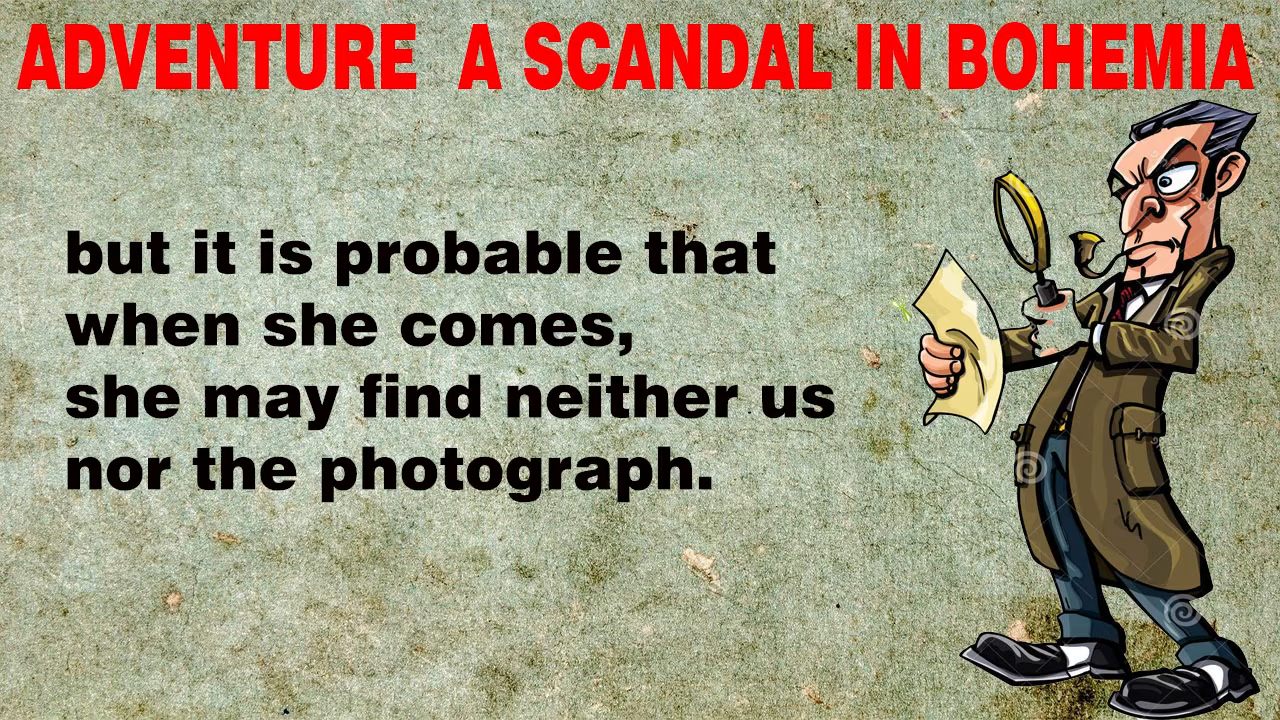 ADVENTURE A SCANDAL IN BOHEMIA
but it is probable that
when she comes,
she may find neither us
nor the photograph.